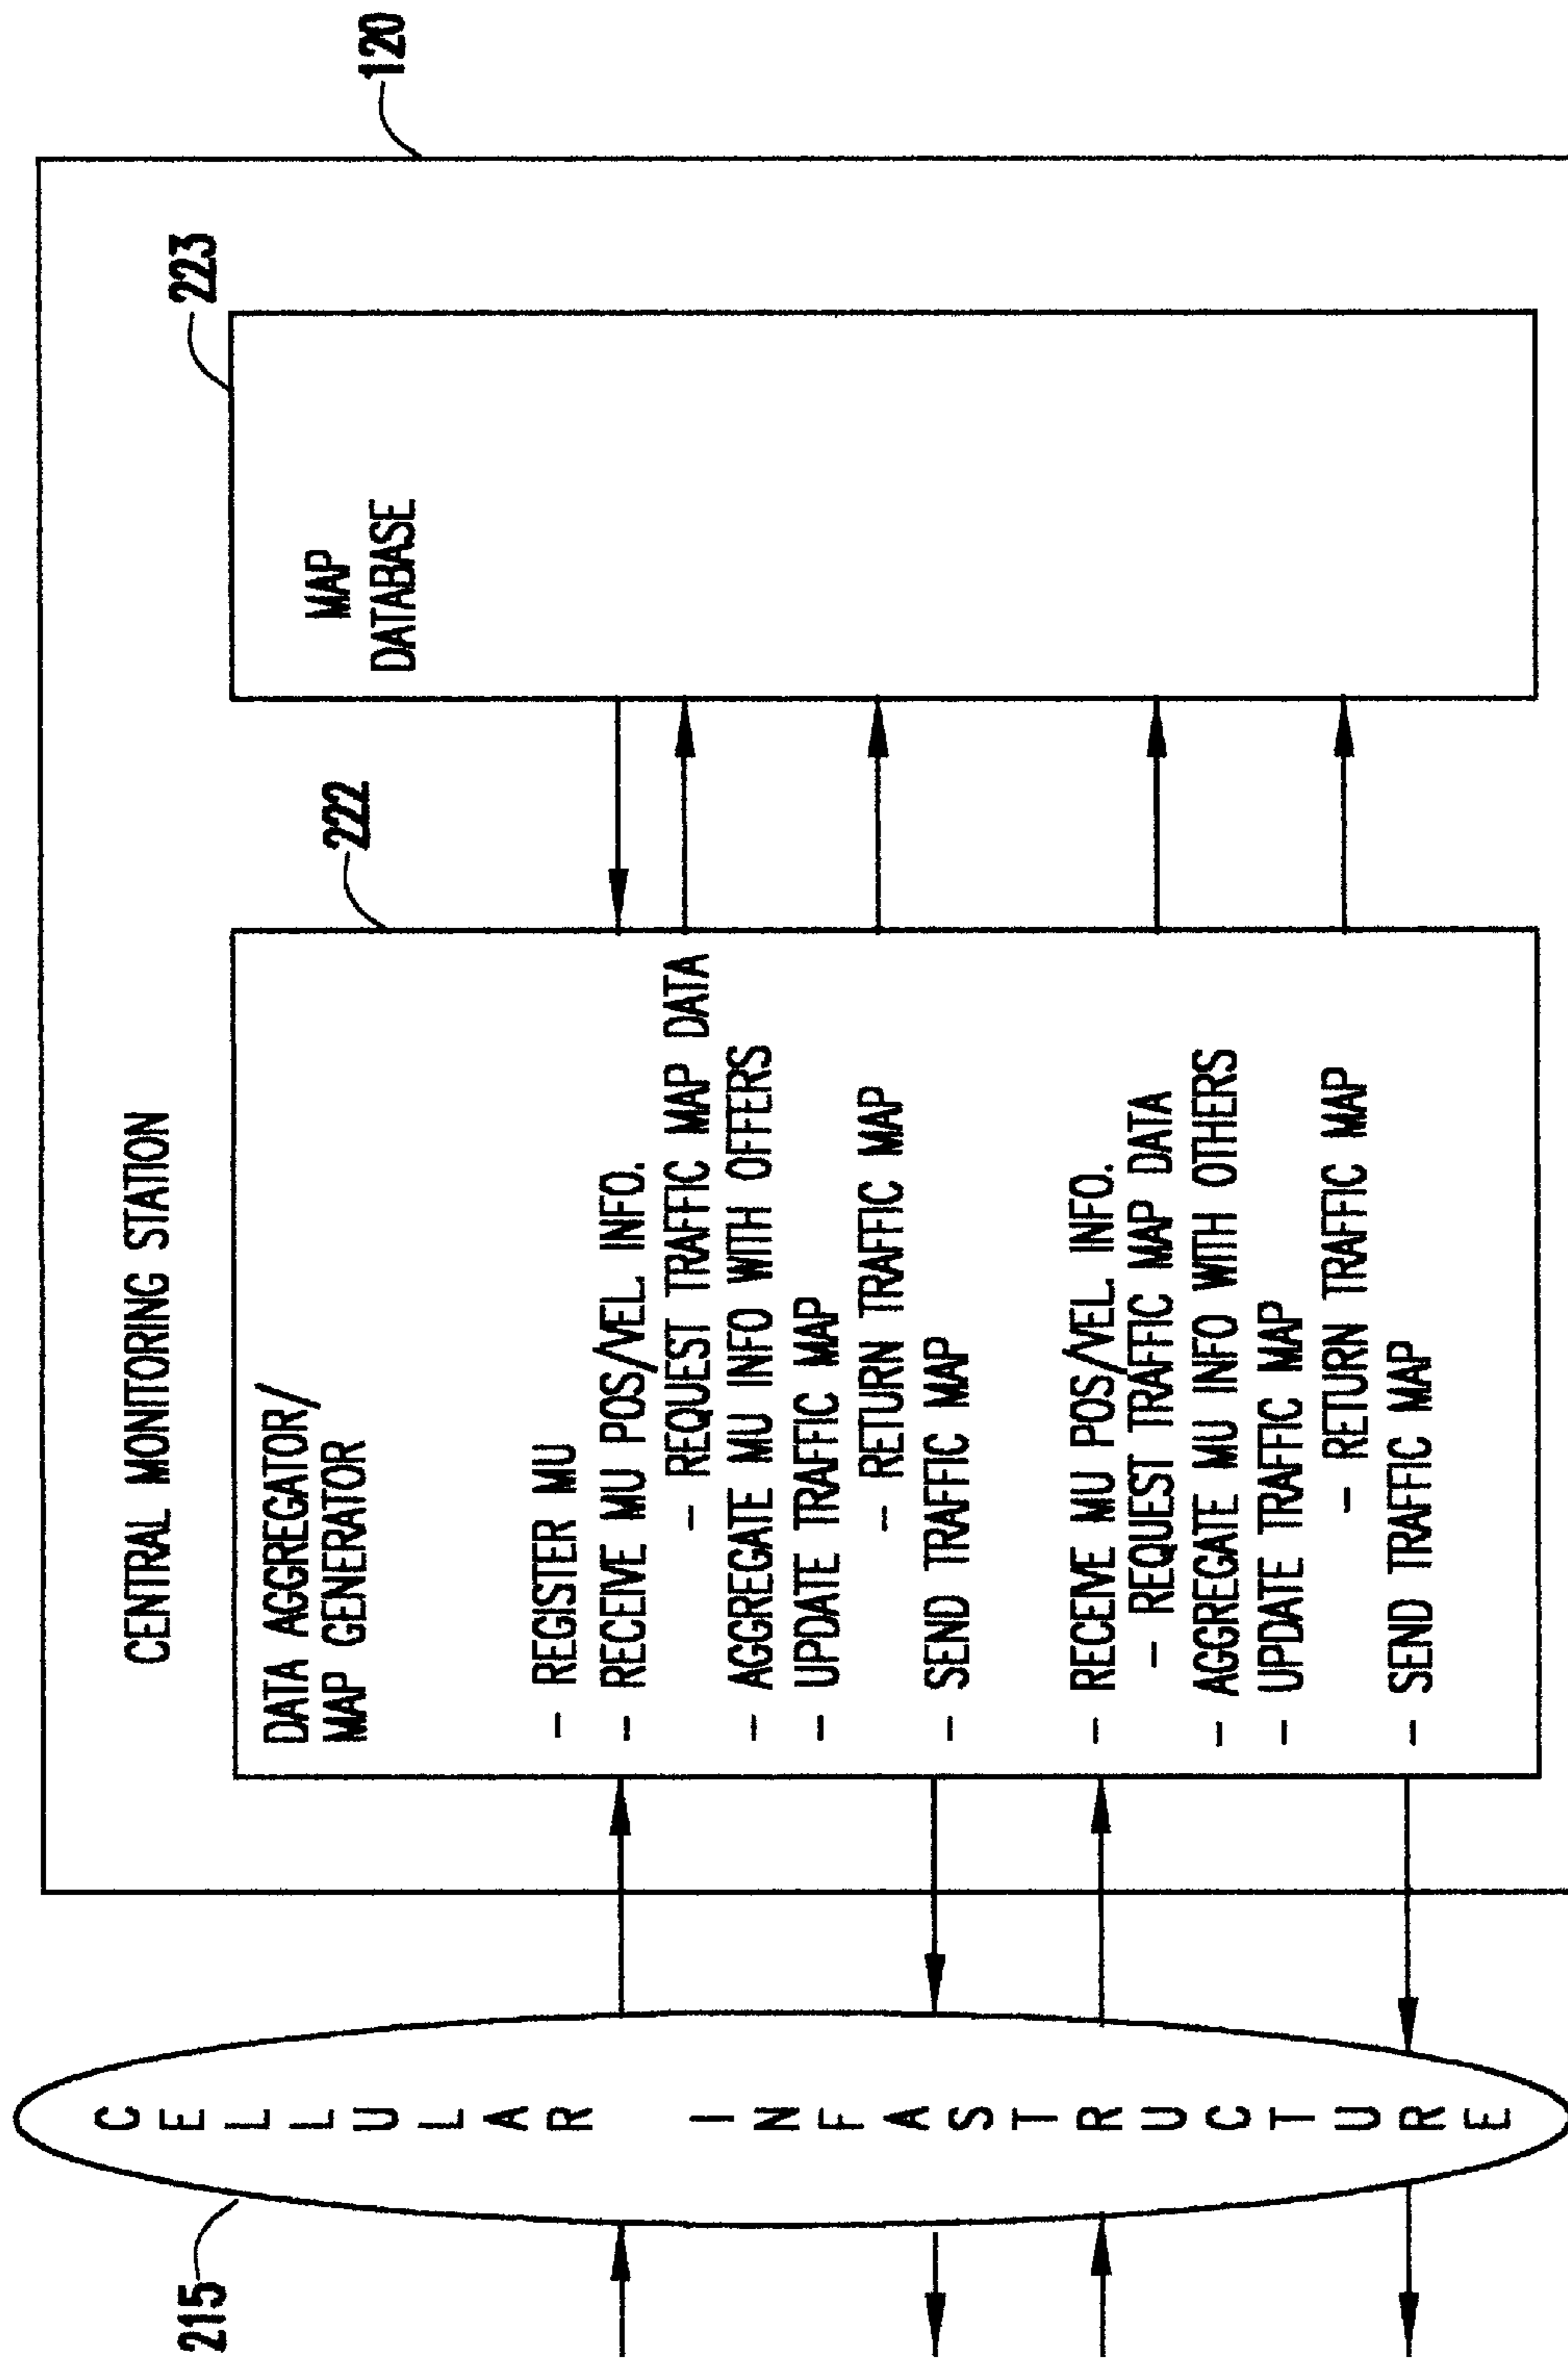 120
223
CENTRAL MONITORING STATION
222
MAP
DATABASE
DATA AGGREGATOR/
MAP GENERATOR
- REGISTER MU
- RECEIVE MU POS/VEL. INFO.
- REQUEST TRAFFIC MAP DATA
- AGGREGATE MU INFO WITH OFFERS
- UPDATE TRAFFIC MAP
- RETURN TRAFFIC MAP
- SEND TRAFFIC MAP
- RECEIVE MU POS/VEL. INFO.
- REQUEST TRAFFIC MAP DATA
- AGGREGATE MU INFO WITH OTHERS
- UPDATE TRAFFIC MAP
- RETURN TRAFFIC MAP
- SEND TRAFFIC MAP
215
CELLULAR INFASTRUCTURE